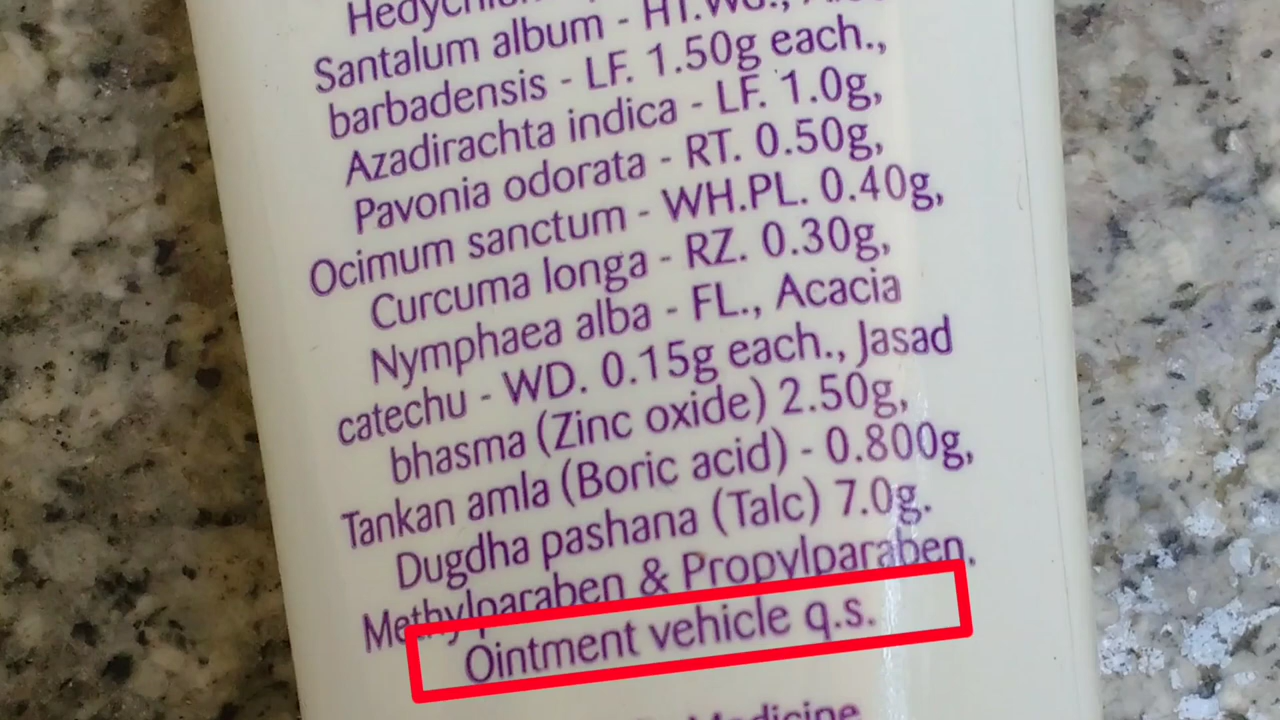 Santalum album - HT.Wd.,
barbadensis - LF. 1.50g each.,
Azadirachta indica - LF. 1.0g,
Pavonia odorata - RT. 0.50g,
Ocimum sanctum - WH.PL. 0.40g,
Curcuma longa - RZ. 0.30g,
Nymphaea alba - FL., Acacia
catechu - WD. 0.15g each., Jasad
bhasma (Zinc oxide) 2.50g,
Tankan amla (Boric acid) - 0.800g,
Dugdha pashana (Talc) 7.0g.
Methylparaben & Propylparaben.
Ointment vehicle q.s.
Medicine